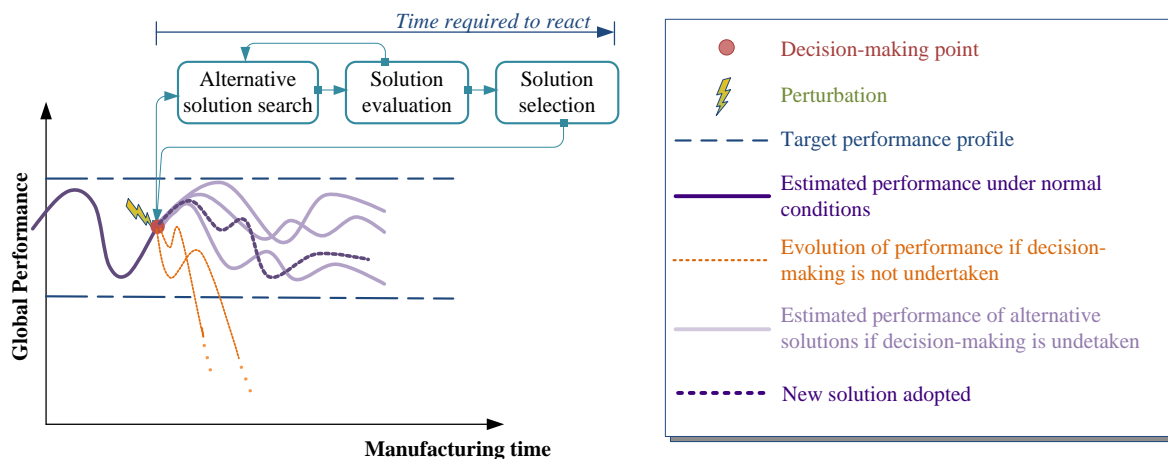 Time required to react
Alternative
solution search
Solution
evaluation
Solution
selection
Global Performance
Manufacturing time
Decision-making point
Perturbation
Target performance profile
Estimated performance under normal
conditions
Evolution of performance if decision-
making is not undertaken
Estimated performance of alternative
solutions if decision-making is undetaken
New solution adopted